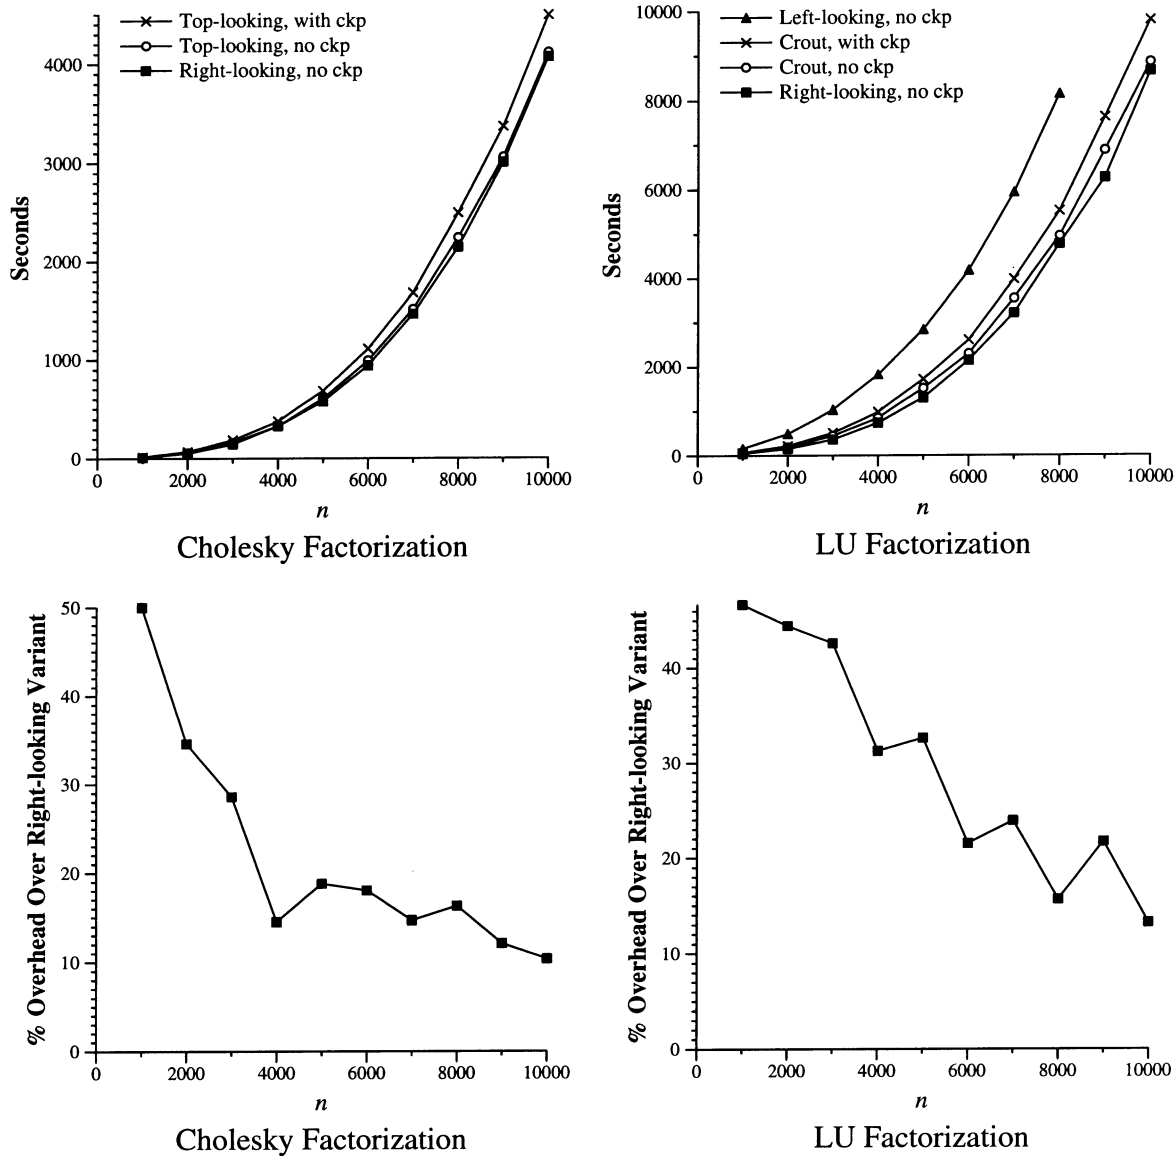 Top-looking, with ckp
Top-looking, no ckp
Right-looking, no ckp
4000
3000
2000
1000
0
Seconds
0
2000
4000
6000
8000
10000
n
Cholesky Factorization
10000
8000
6000
4000
2000
0
Left-looking, no ckp
Crout, with ckp
Crout, no ckp
Right-looking, no ckp
Seconds
0
2000
4000
6000
8000
10000
n
LU Factorization
50
40
30
20
10
0
% Overhead Over Right-looking Variant
0
2000
4000
6000
8000
10000
n
Cholesky Factorization
40
30
20
10
0
% Overhead Over Right-looking Variant
0
2000
4000
6000
8000
10000
n
LU Factorization